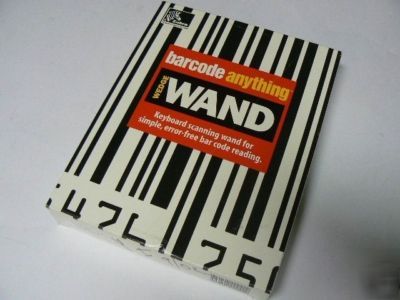 barcode anything
WEDGE
WAND
Keyboard scanning wand for
simple, error-free bar code reading.